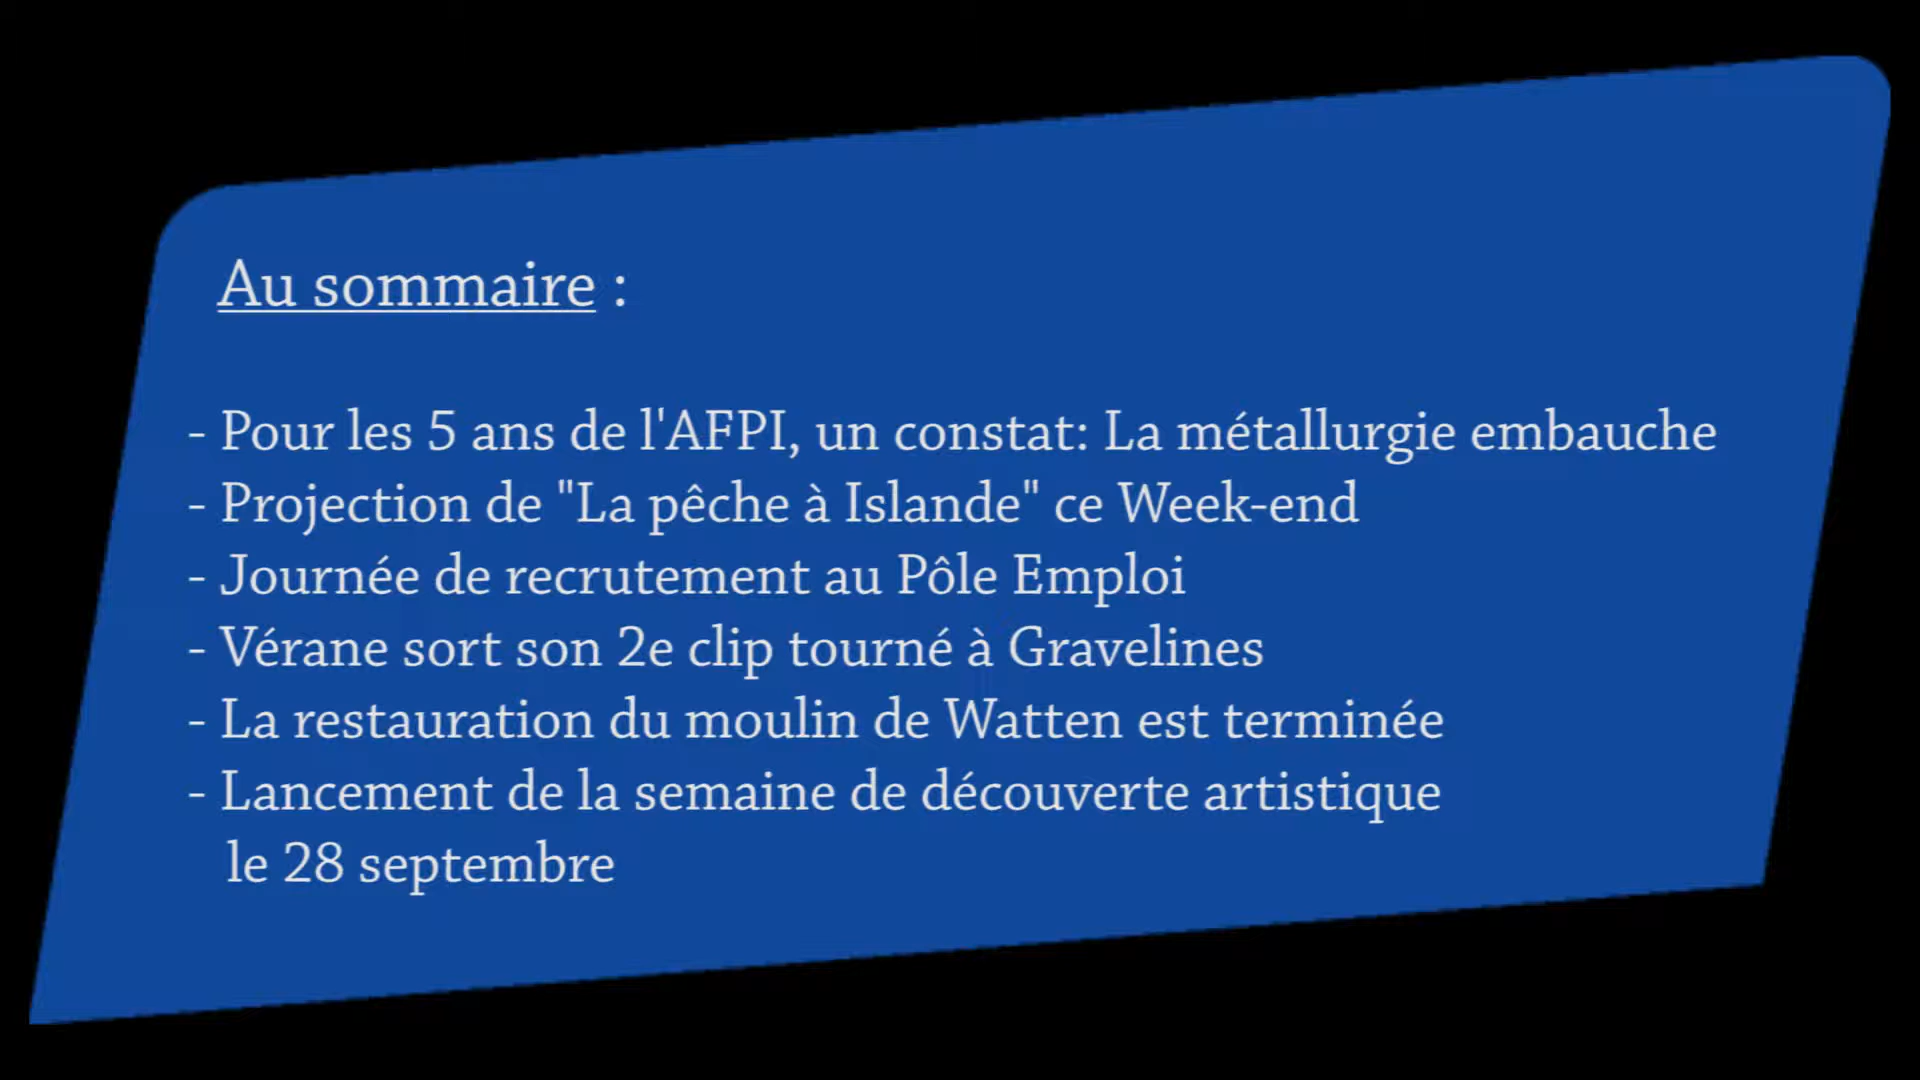 Au sommaire :
- Pour les 5 ans de l'AFPI, un constat: La métallurgie embauche
- Projection de "La pêche à Islande" ce Week-end
- Journée de recrutement au Pôle Emploi
- Vérane sort son 2e clip tourné à Gravelines
- La restauration du moulin de Watten est terminée
- Lancement de la semaine de découverte artistique
le 28 septembre